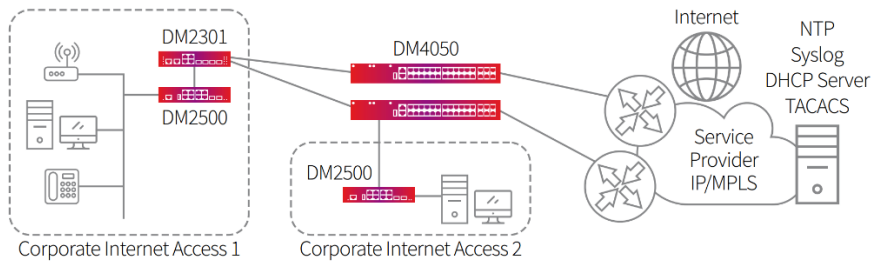 Internet
NTP
Syslog
DHCP Server
TACACS
DM2301
DM4050
DM2500
Service
Provider
IP/MPLS
DM2500
Corporate Internet Access 1
Corporate Internet Access 2